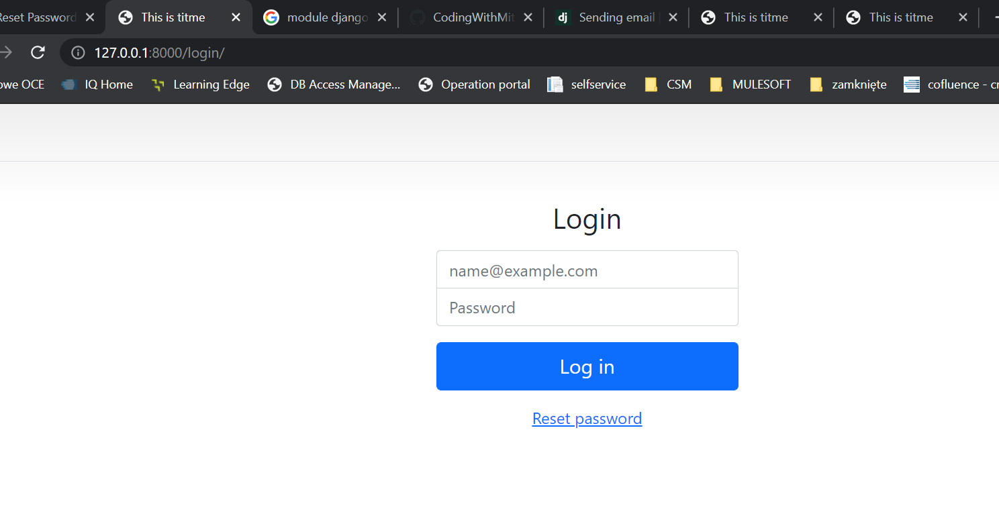 Reset Password This is titme module django CodingWithMit Sending email This is titme This is titme
127.0.0.1:8000/login/
owe OCE IQ Home Learning Edge DB Access Manage... Operation portal selfservice CSM MULESOFT zamknięte cofluence - cr
Login
name@example.com
Password
Log in
Reset password